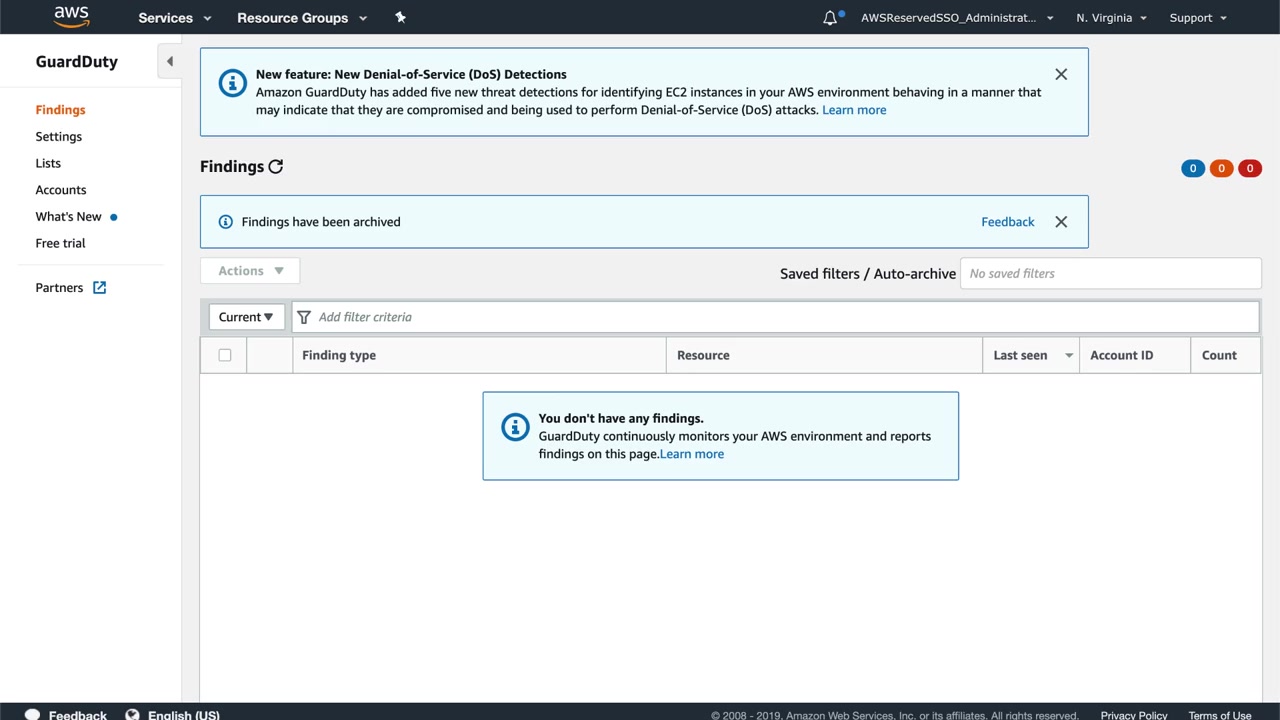 aws
Services
Resource Groups
AWSReservedSSO_Administrat...
N. Virginia
Support
GuardDuty
Findings
Settings
Lists
Accounts
What's New
Free trial
Partners
New feature: New Denial-of-Service (DoS) Detections
Amazon GuardDuty has added five new threat detections for identifying EC2 instances in your AWS environment behaving in a manner that
may indicate that they are compromised and being used to perform Denial-of-Service (DoS) attacks. Learn more
Findings
0 0 0
Findings have been archived
Feedback
Actions
Saved filters / Auto-archive
No saved filters
Current
Add filter criteria
Finding type
Resource
Last seen
Account ID
Count
You don't have any findings.
GuardDuty continuously monitors your AWS environment and reports
findings on this page.Learn more
Feedback
English (US)
© 2008 - 2019, Amazon Web Services, Inc. or its affiliates. All rights reserved.
Privacy Policy
Terms of Use